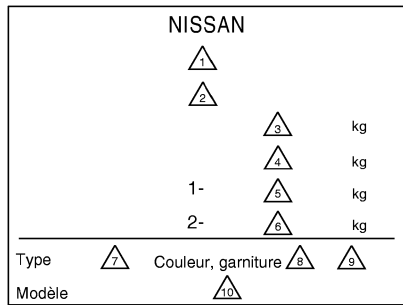 NISSAN
1
2
3 kg
4 kg
1- 5 kg
2- 6 kg
Type 7 Couleur, garniture 8 9
Modèle 10